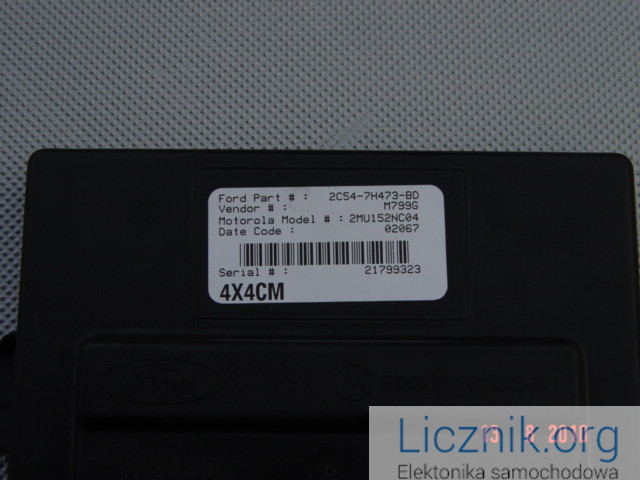 Ford Part # : 2C54-7H473-BD
Vendor # : M799G
Motorola Model # : 2MU152NC04
Date Code : 02067
Serial # : 21799323
4X4CM
Ford
Licznik.org
Elektonika samochodowa